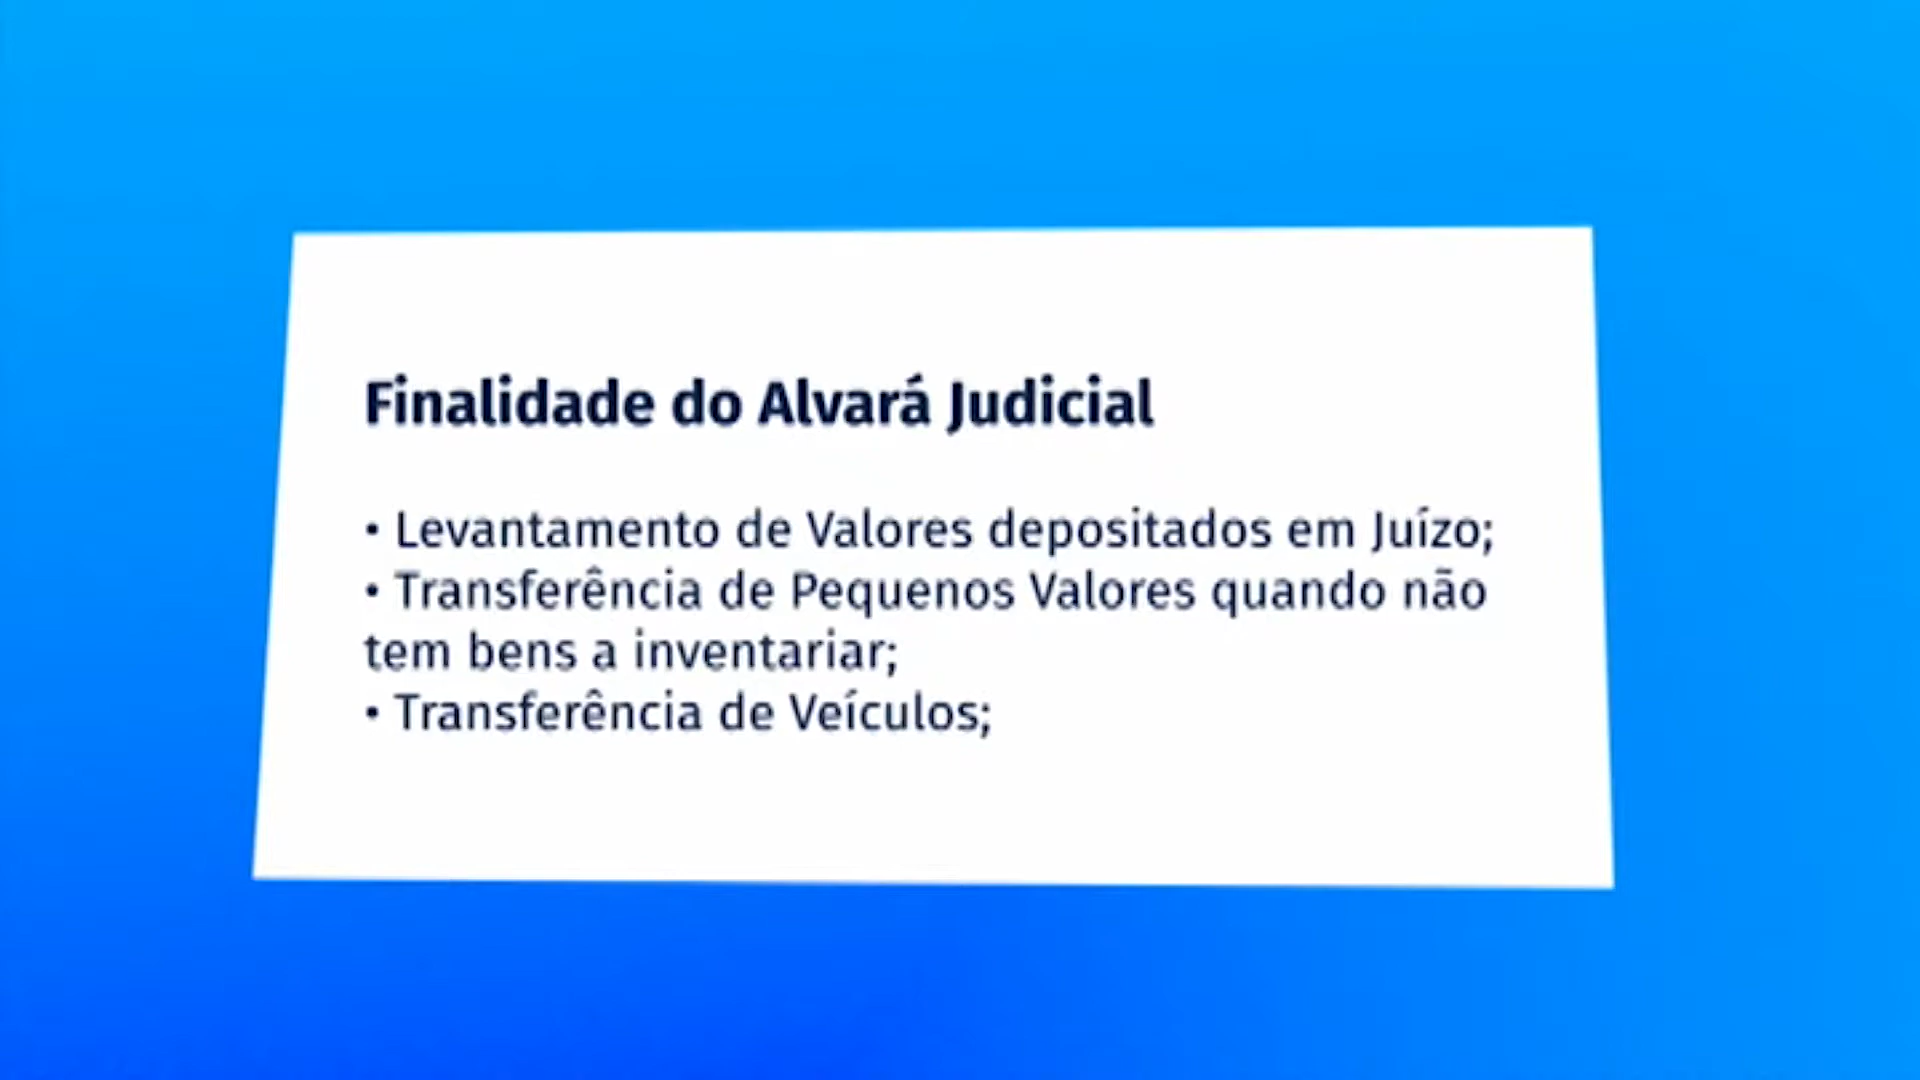 Finalidade do Alvará Judicial
• Levantamento de Valores depositados em Juízo;
• Transferência de Pequenos Valores quando não
tem bens a inventariar;
• Transferência de Veículos;